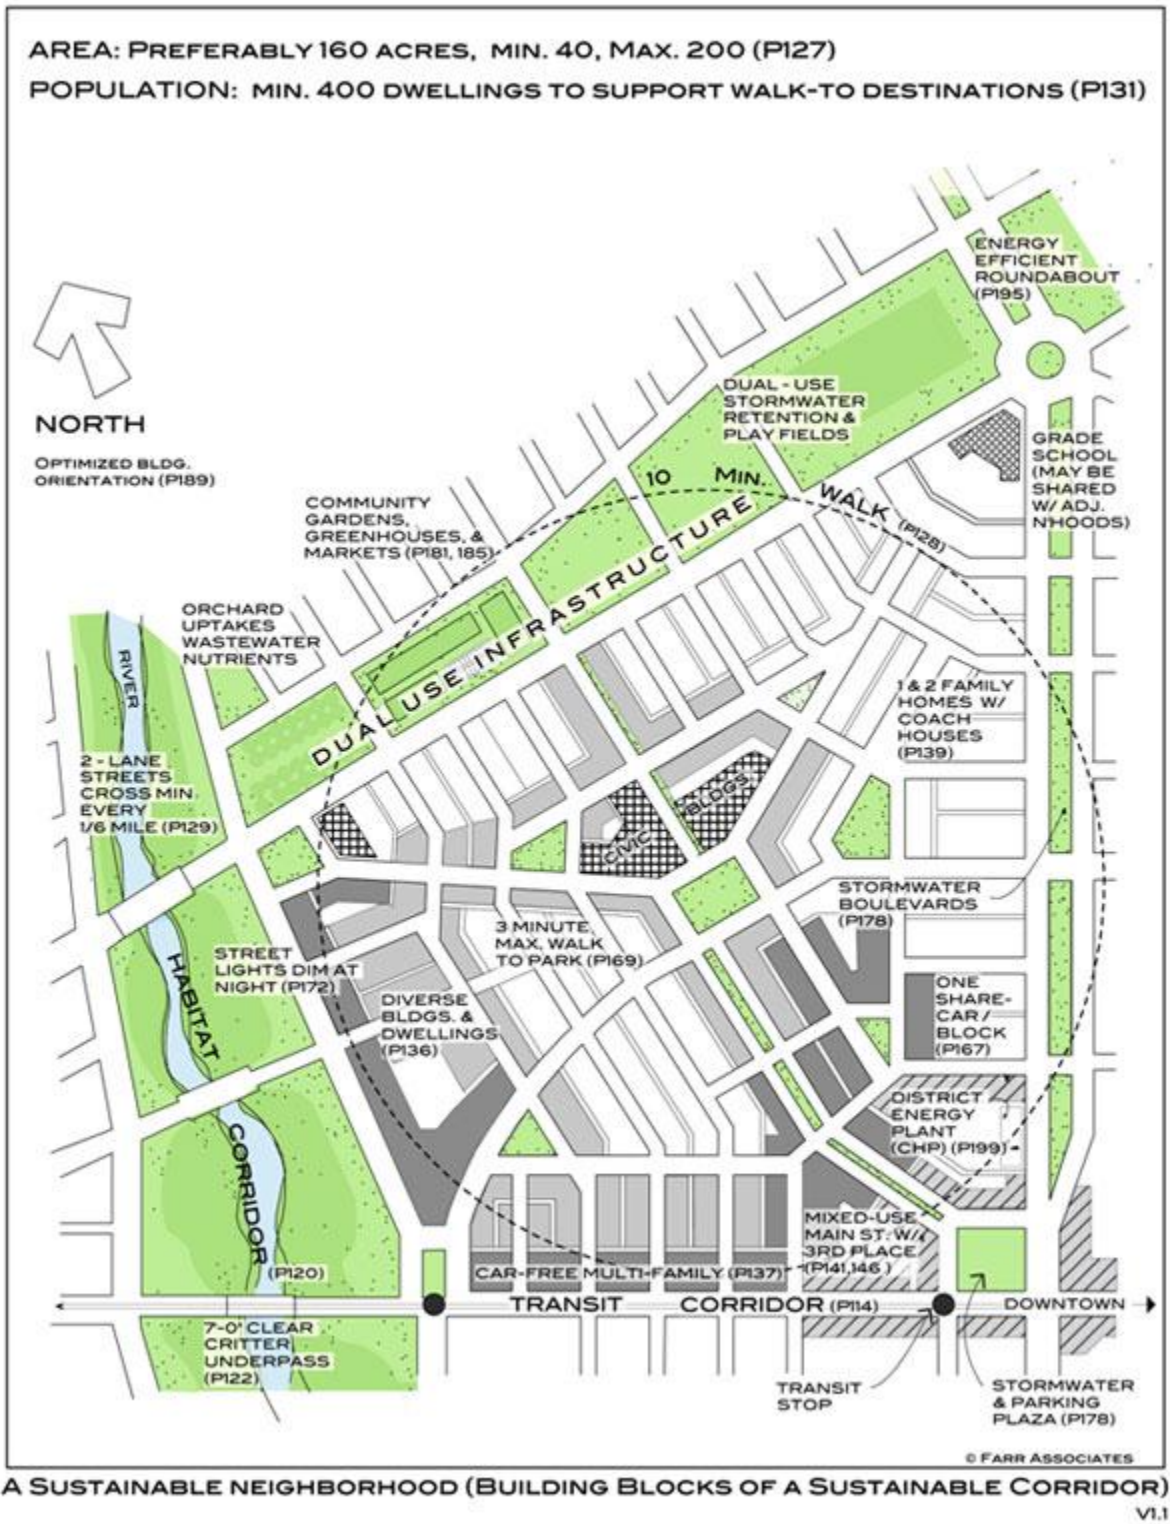 AREA: PREFERABLY 160 ACRES, MIN. 40, MAX. 200 (P127)
POPULATION: MIN. 400 DWELLINGS TO SUPPORT WALK-TO DESTINATIONS (P131)
ENERGY
EFFICIENT
ROUNDABOUT
(P195)
NORTH
OPTIMIZED BLDG.
ORIENTATION (P189)
DUAL - USE
STORMWATER
RETENTION &
PLAY FIELDS
GRADE
SCHOOL
(MAY BE
SHARED
W/ ADJ.
N'HOODS)
10 MIN. WALK (P128)
COMMUNITY
GARDENS,
GREENHOUSES, &
MARKETS (P181, 185)
DUAL USE INFRASTRUCTURE
ORCHARD
UPTAKES
WASTEWATER
NUTRIENTS
RIVER
1 & 2 FAMILY
HOMES W/
COACH
HOUSES
(P139)
2 - LANE
STREETS
CROSS MIN.
EVERY
1/6 MILE (P129)
CIVIC BLDGS.
STORMWATER
BOULEVARDS
(P178)
3 MINUTE,
MAX. WALK
TO PARK (P169)
STREET
LIGHTS DIM AT
NIGHT (P172)
HABITAT CORRIDOR (P120)
DIVERSE
BLDGS. &
DWELLINGS
(P136)
ONE
SHARE-
CAR /
BLOCK
(P167)
DISTRICT
ENERGY
PLANT
(CHP) (P199)
MIXED-USE
MAIN ST. W/
3RD PLACE
(P141,146 )
CAR-FREE MULTI-FAMILY (P137)
TRANSIT CORRIDOR (P114)
DOWNTOWN
7-0" CLEAR
CRITTER
UNDERPASS
(P122)
TRANSIT
STOP
STORMWATER
& PARKING
PLAZA (P178)
© FARR ASSOCIATES
A SUSTAINABLE NEIGHBORHOOD (BUILDING BLOCKS OF A SUSTAINABLE CORRIDOR)
V1.1